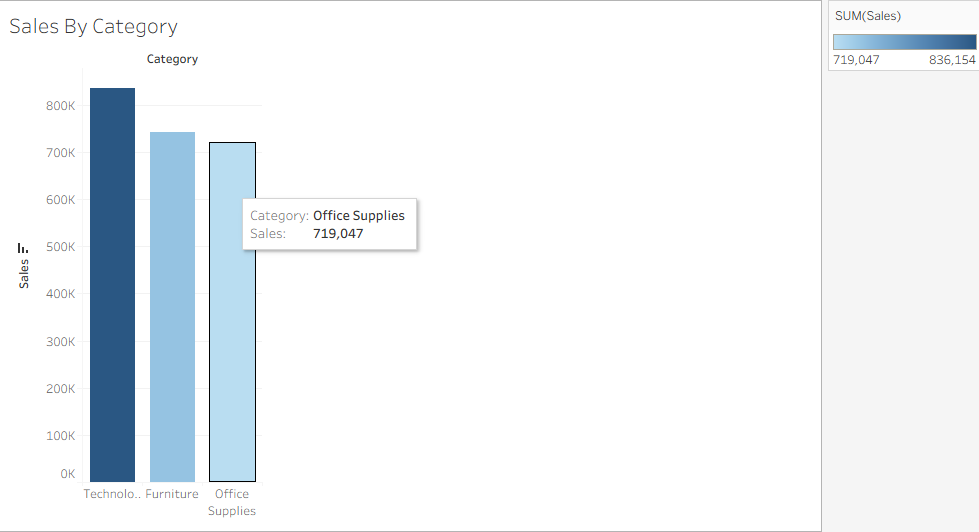 Sales By Category
Category
Sales
800K
700K
600K
500K
400K
300K
200K
100K
0K
Technolo..
Furniture
Office
Supplies
Category: Office Supplies
Sales: 719,047
SUM(Sales)
719,047 836,154